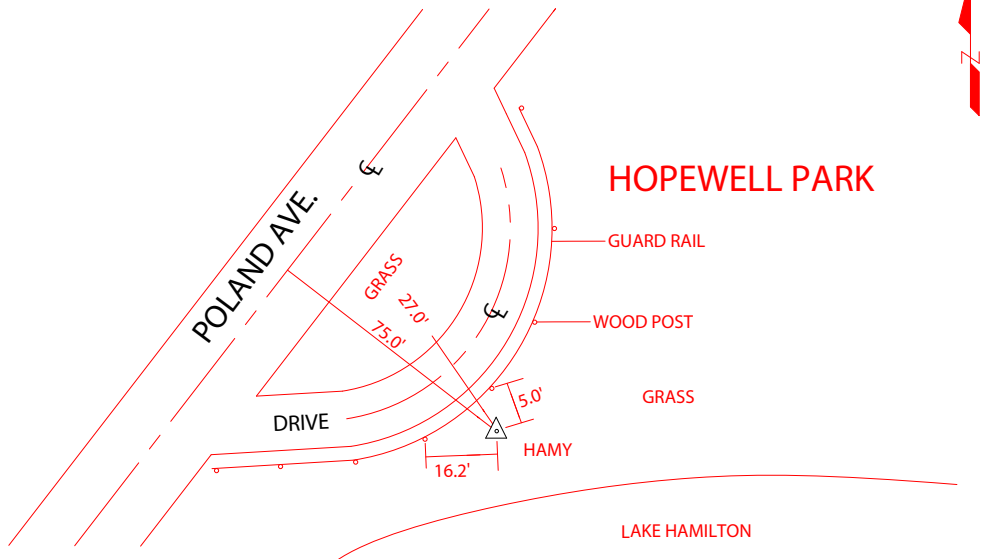 N
℄
HOPEWELL PARK
POLAND AVE.
GUARD RAIL
GRASS
27.0'
℄
WOOD POST
75.0'
5.0'
GRASS
DRIVE
HAMY
16.2'
LAKE HAMILTON